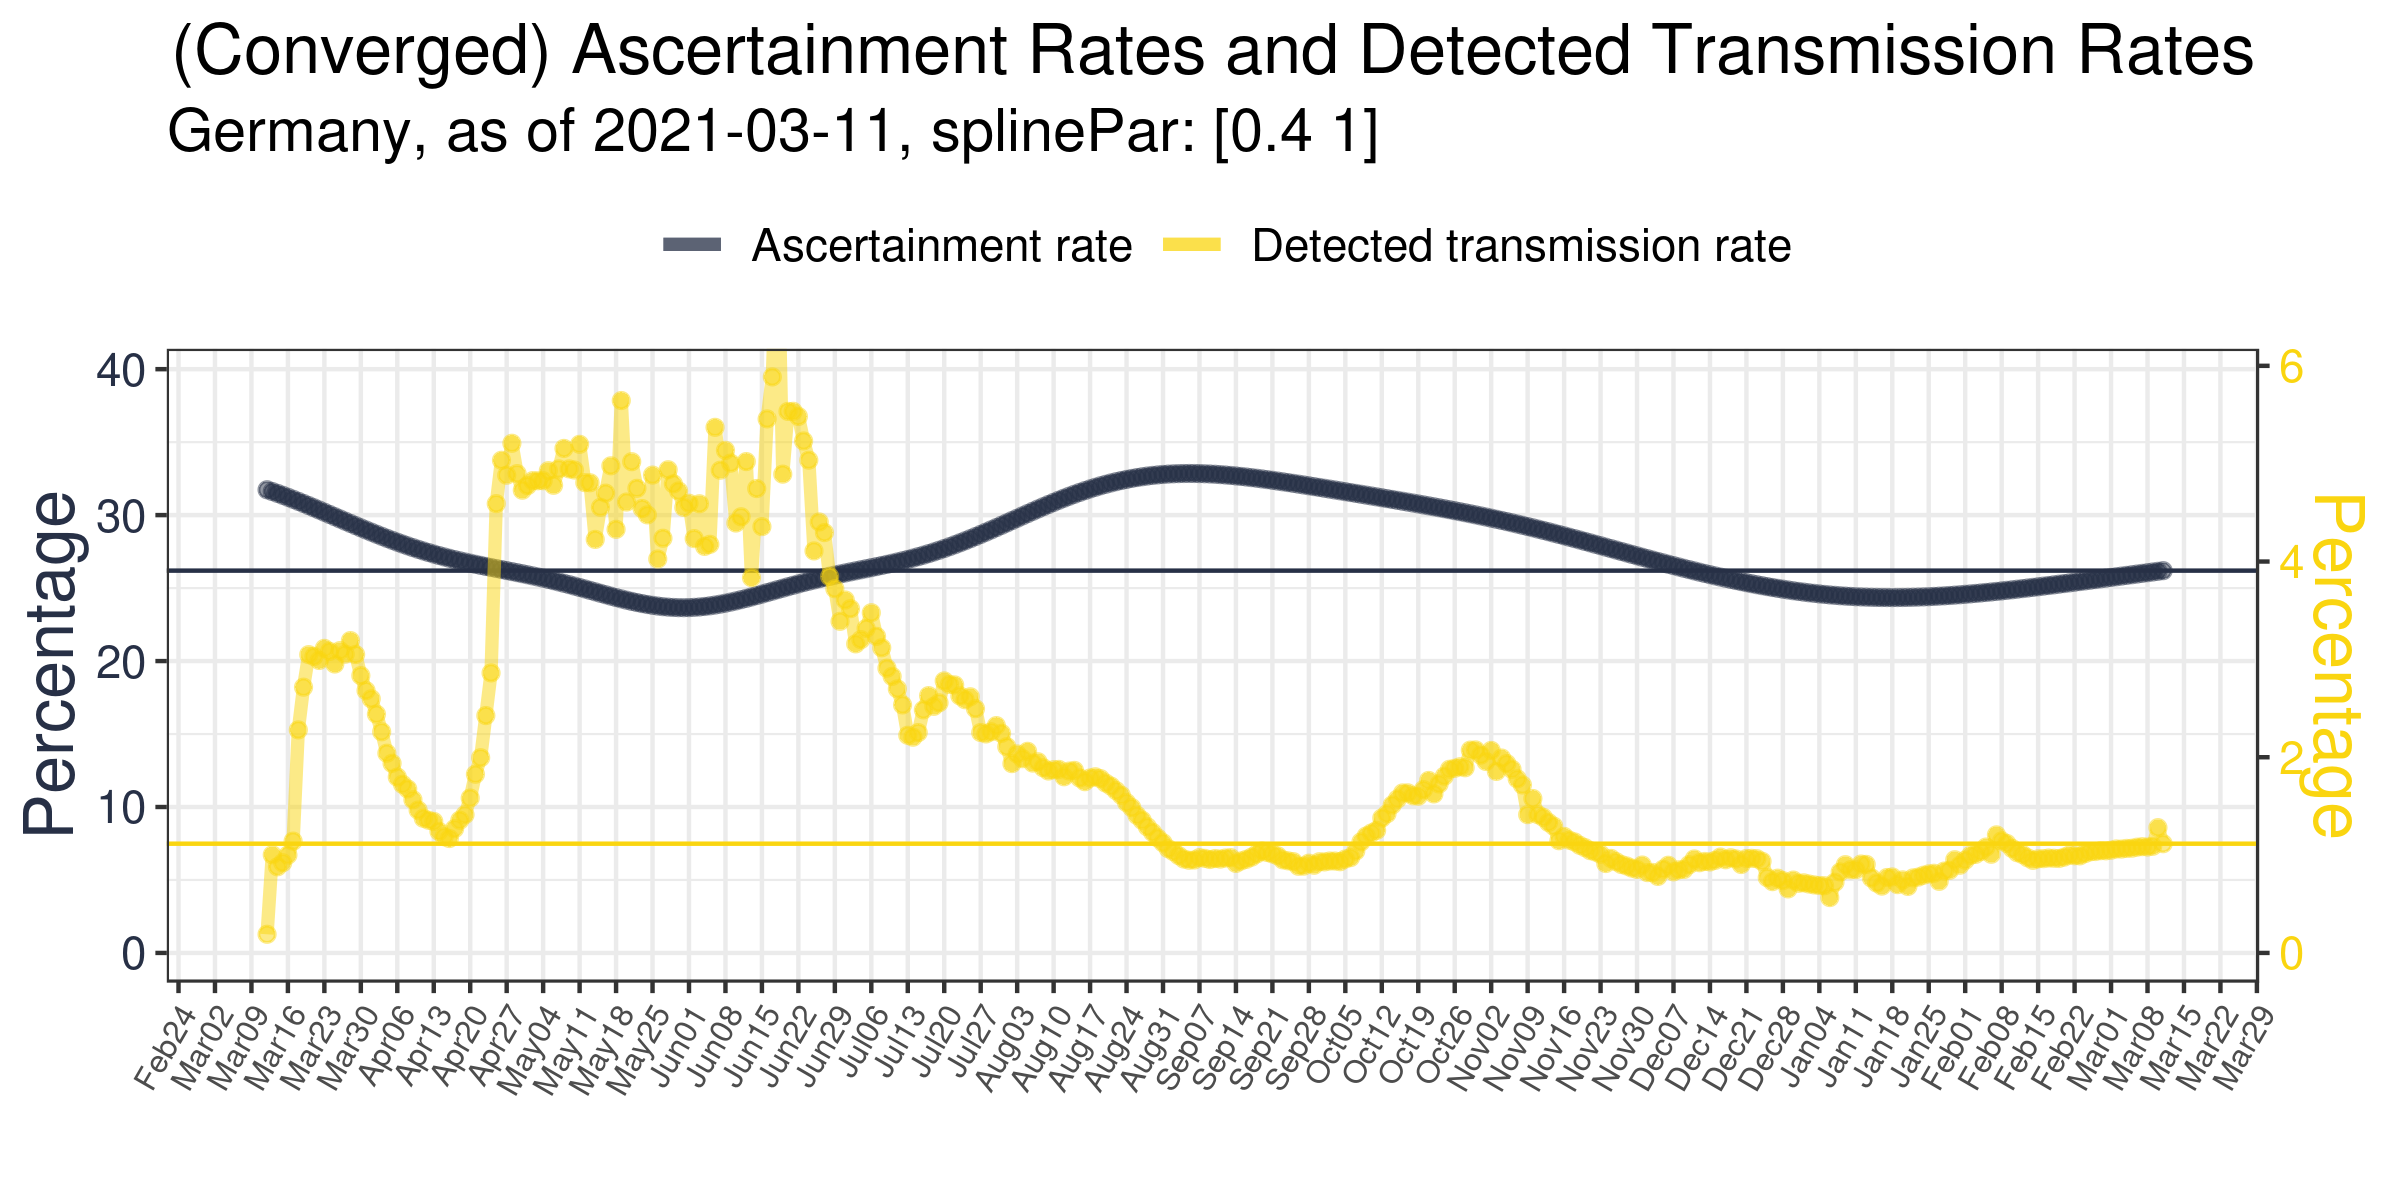 (Converged) Ascertainment Rates and Detected Transmission Rates
Germany, as of 2021-03-11, splinePar: [0.4 1]
Ascertainment rate Detected transmission rate
Percentage
40
30
20
10
0
6
4
2
0
Percentage
Feb24 Mar02 Mar09 Mar16 Mar23 Mar30 Apr06 Apr13 Apr20 Apr27 May04 May11 May18 May25 Jun01 Jun08 Jun15 Jun22 Jun29 Jul06 Jul13 Jul20 Jul27 Aug03 Aug10 Aug17 Aug24 Aug31 Sep07 Sep14 Sep21 Sep28 Oct05 Oct12 Oct19 Oct26 Nov02 Nov09 Nov16 Nov23 Nov30 Dec07 Dec14 Dec21 Dec28 Jan04 Jan11 Jan18 Jan25 Feb01 Feb08 Feb15 Feb22 Mar01 Mar08 Mar15 Mar22 Mar29